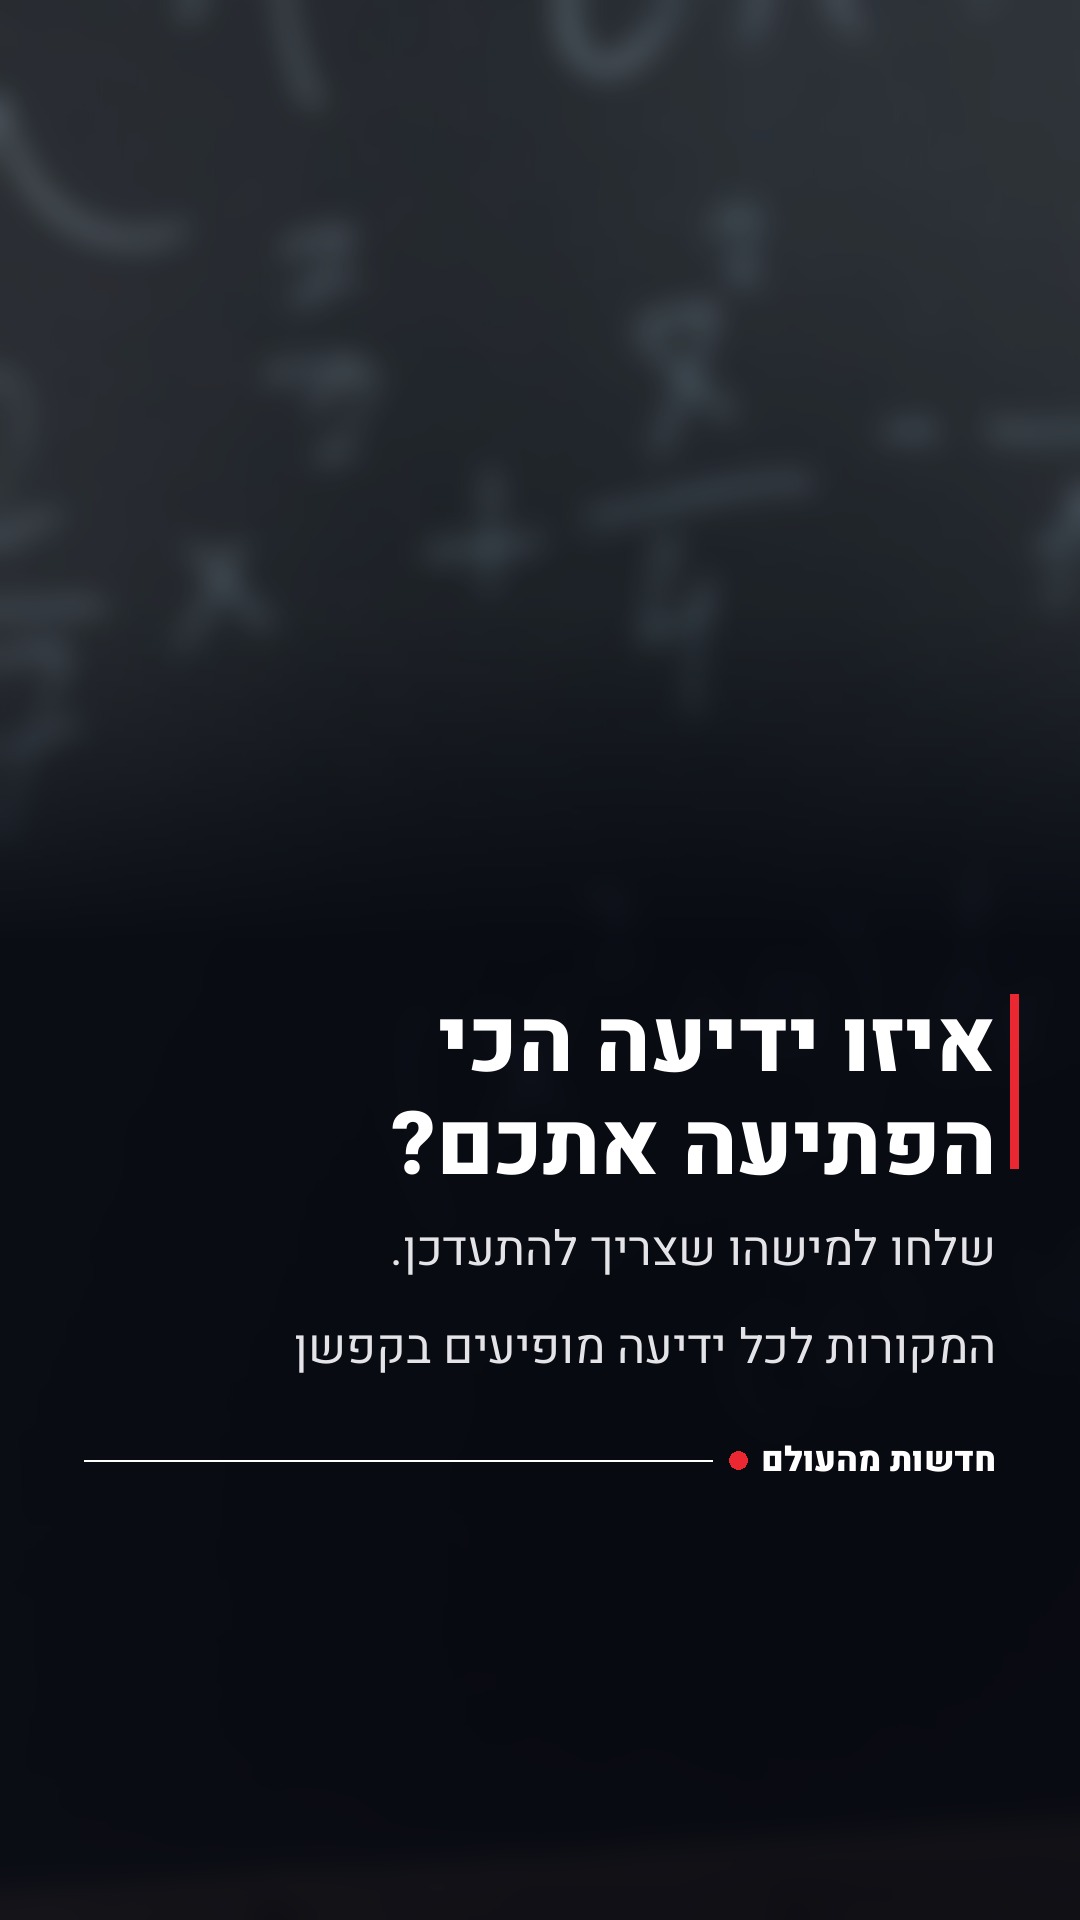 איזו ידיעה הכי
הפתיעה אתכם?
שלחו למישהו שצריך להתעדכן.
המקורות לכל ידיעה מופיעים בקפשן
חדשות מהעולם